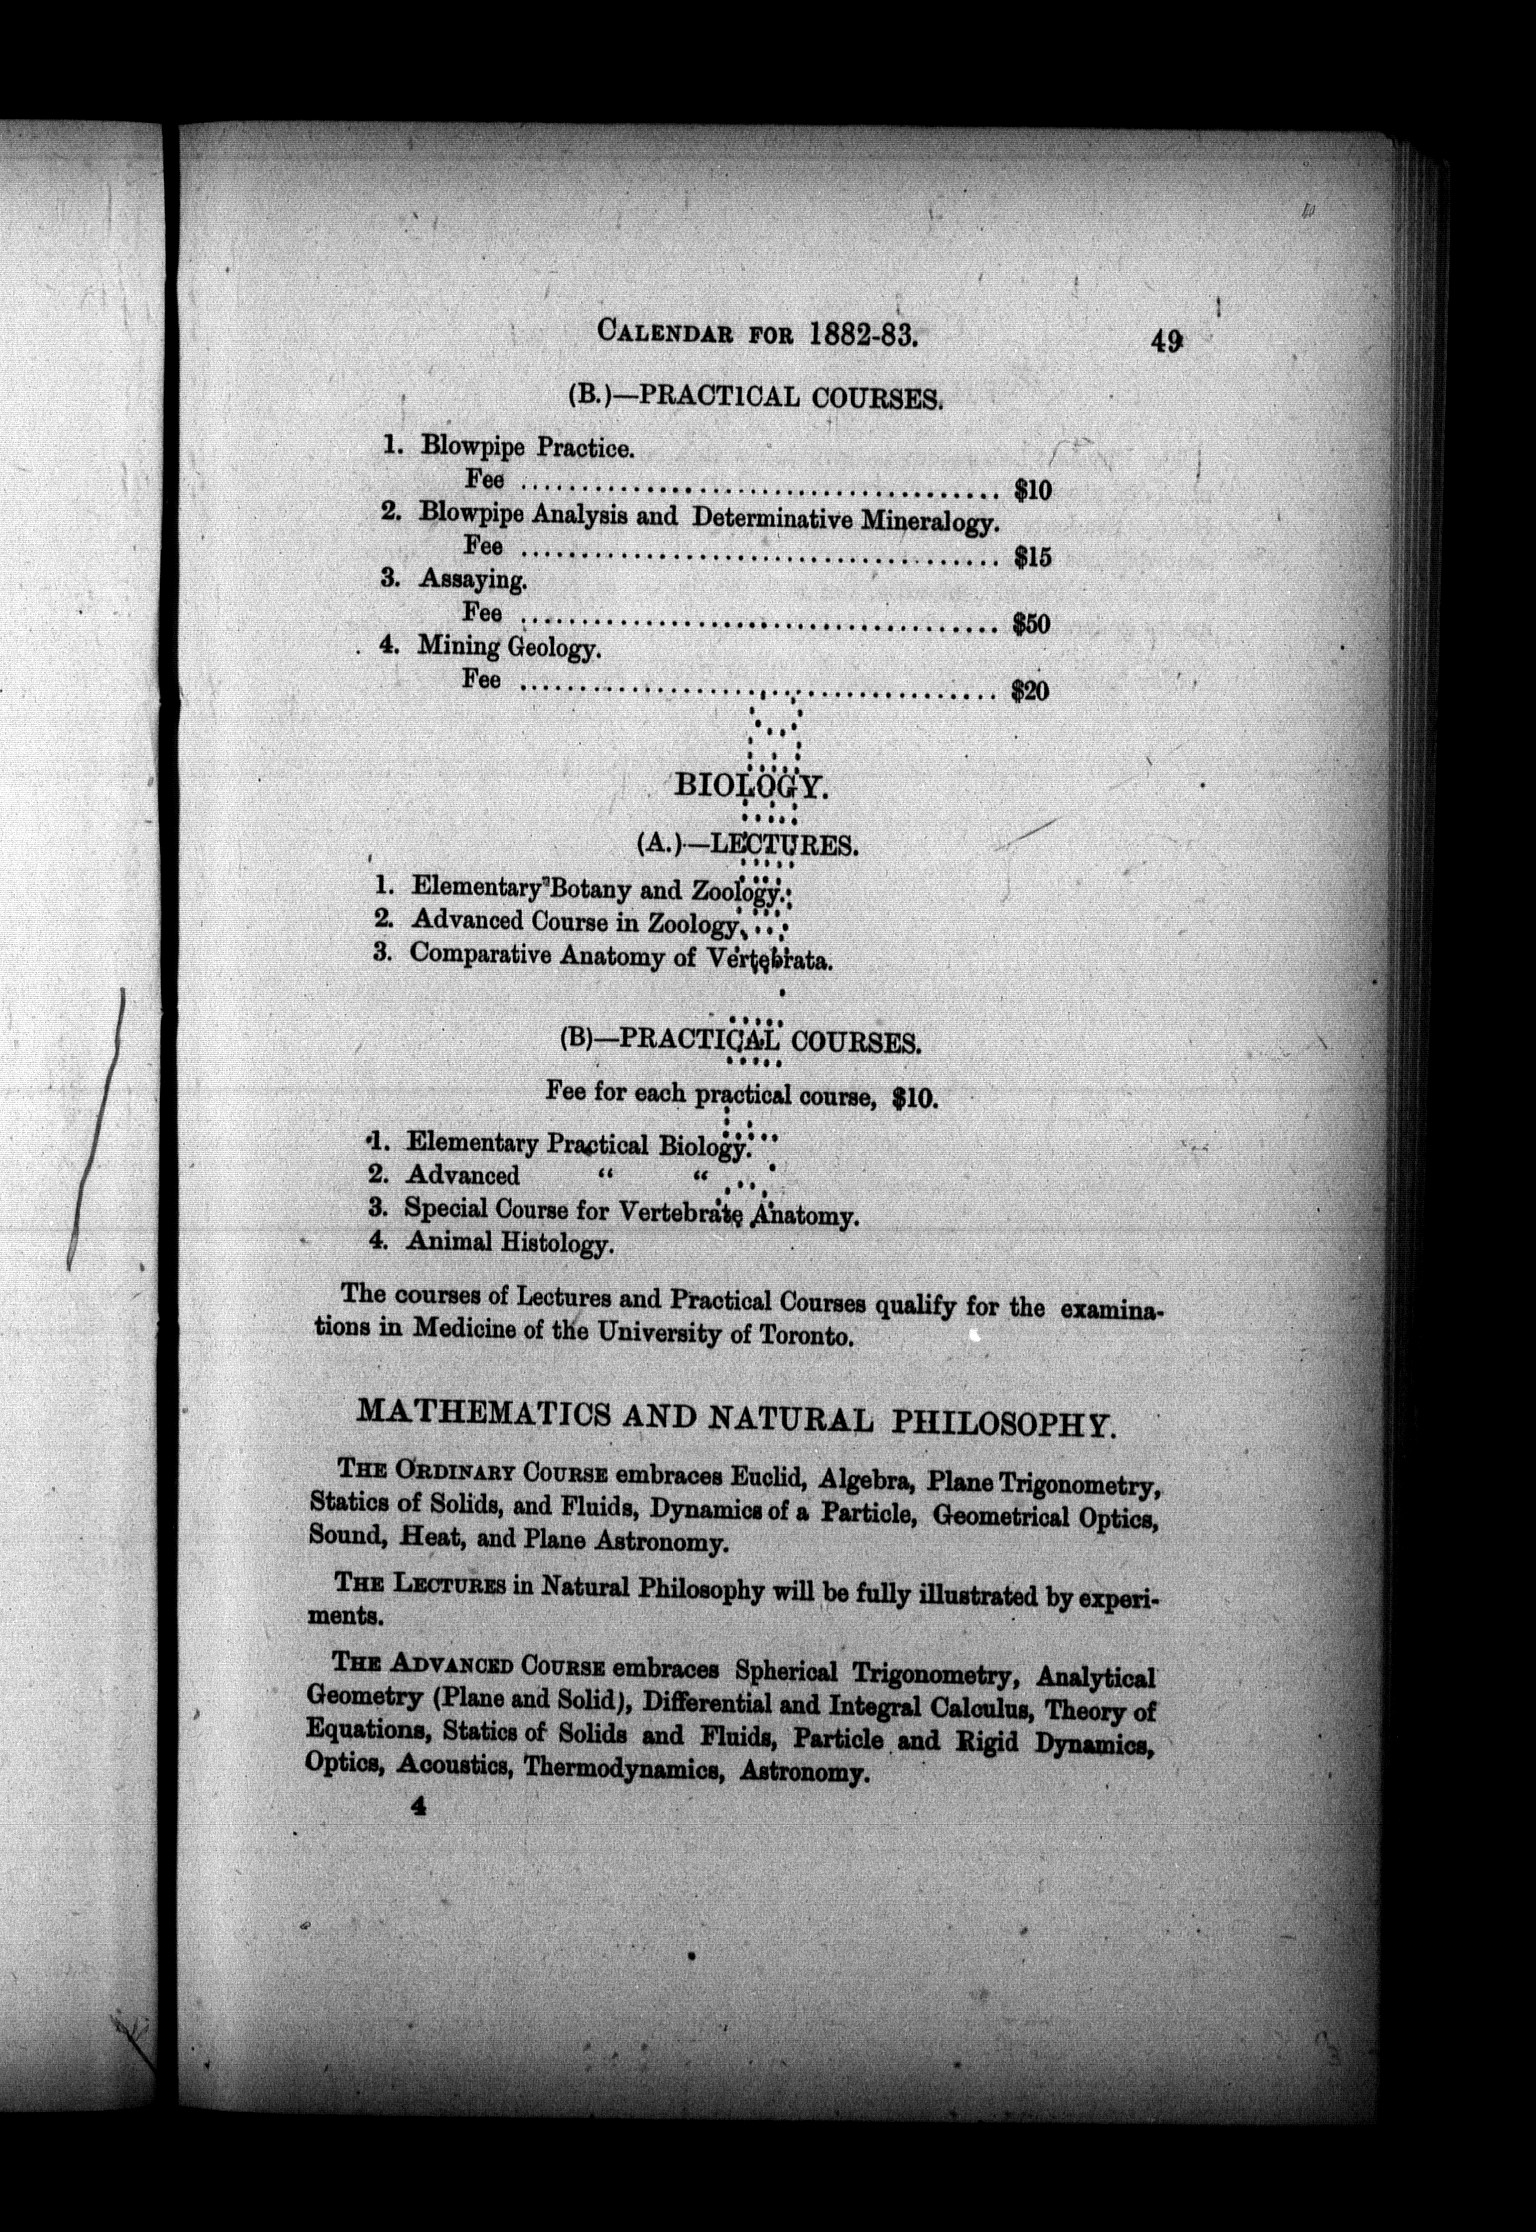 CALENDAR FOR 1882-83. 49
(B.)—PRACTICAL COURSES.
1. Blowpipe Practice.
Fee ........................................ $10
2. Blowpipe Analysis and Determinative Mineralogy.
Fee ........................................ $15
3. Assaying.
Fee ........................................ $50
4. Mining Geology.
Fee ........................................ $20
BIOLOGY.
(A.)—LECTURES.
1. Elementary Botany and Zoology.
2. Advanced Course in Zoology.
3. Comparative Anatomy of Vertebrata.
(B)—PRACTICAL COURSES.
Fee for each practical course, $10.
1. Elementary Practical Biology.
2. Advanced “ “
3. Special Course for Vertebrate Anatomy.
4. Animal Histology.
The courses of Lectures and Practical Courses qualify for the examina-
tions in Medicine of the University of Toronto.
MATHEMATICS AND NATURAL PHILOSOPHY.
THE ORDINARY COURSE embraces Euclid, Algebra, Plane Trigonometry,
Statics of Solids, and Fluids, Dynamics of a Particle, Geometrical Optics,
Sound, Heat, and Plane Astronomy.
THE LECTURES in Natural Philosophy will be fully illustrated by experi-
ments.
THE ADVANCED COURSE embraces Spherical Trigonometry, Analytical
Geometry (Plane and Solid), Differential and Integral Calculus, Theory of
Equations, Statics of Solids and Fluids, Particle and Rigid Dynamics,
Optics, Acoustics, Thermodynamics, Astronomy.
4